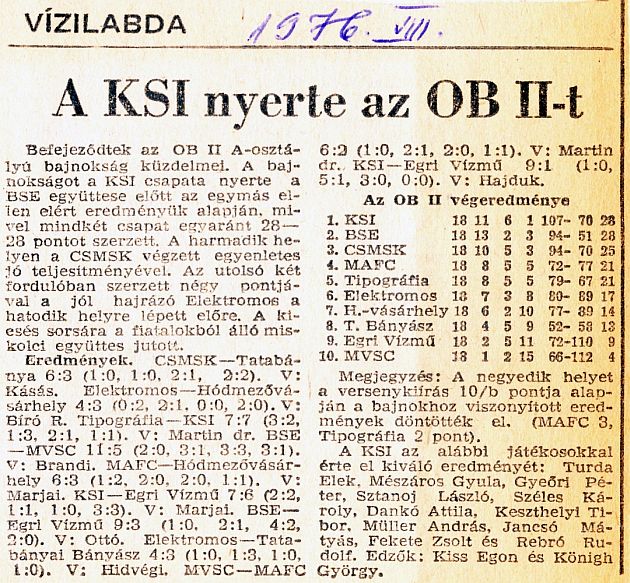 VÍZILABDA
1976. VIII.
A KSI nyerte az OB II-t
Befejeződtek az OB II A-osztá-
lyú bajnokság küzdelmei. A baj-
nokságot a KSI csapata nyerte a
BSE együttese előtt az egymás el-
len elért eredményük alapján, mi-
vel mindkét csapat egyaránt 28—
28 pontot szerzett. A harmadik he-
lyen a CSMSK végzett egyenletes
jó teljesítményével. Az utolsó két
fordulóban szerzett négy pontjá-
val a jól hajrázó Elektromos a
hatodik helyre lépett előre. A ki-
esés sorsára a fiatalokból álló mis-
kolci együttes jutott.
Eredmények. CSMSK—Tatabá-
nya 6:3 (1:0, 1:0, 2:1, 2:2). V:
Kásás. Elektromos—Hódmezővá-
sárhely 4:3 (0:2, 2:1, 0:0, 2:0). V:
Bíró R. Tipográfia—KSI 7:7 (3:2,
1:3, 2:1, 1:1). V: Martin dr. BSE
—MVSC 11:5 (2:0, 3:1, 3:3, 3:1).
V: Brandi. MAFC—Hódmezővásár-
hely 6:3 (1:2, 2:0, 2:0, 1:1). V:
Marjai. KSI—Egri Vízmű 7:6 (2:2,
1:1, 1:0, 3:3). V: Marjai. BSE—
Egri Vízmű 9:3 (1:0, 2:1, 4:2,
2:0). V: Ottó. Elektromos—Tata-
bányai Bányász 4:3 (1:0, 1:3, 1:0,
1:0). V: Hidvégi. MVSC—MAFC
6:2 (1:0, 2:1, 2:0, 1:1). V: Martin
dr. KSI—Egri Vízmű 9:1 (1:0,
5:1, 3:0, 0:0). V: Hajduk.
Az OB II végeredménye
1. KSI 18 11 6 1 107- 70 28
2. BSE 18 13 2 3 94- 51 28
3. CSMSK 18 10 5 3 94- 70 25
4. MAFC 18 8 5 5 72- 77 21
5. Tipográfia 18 8 5 5 79- 67 21
6. Elektromos 18 7 3 8 80- 89 17
7. H.-vásárhely 18 6 2 10 77- 89 14
8. T. Bányász 18 4 5 9 52- 58 13
9. Egri Vízmű 18 2 5 11 72-110 9
10. MVSC 18 1 2 15 66-112 4
Megjegyzés: A negyedik helyet
a versenykiírás 10/b pontja alap-
ján a bajnokhoz viszonyított ered-
mények döntötték el. (MAFC 3,
Tipográfia 2 pont).
A KSI az alábbi játékosokkal
érte el kiváló eredményét: Turda
Elek, Mészáros Gyula, Gyeőri Pé-
ter, Sztanoj László, Széles Ká-
roly, Dankó Attila, Keszthelyi Ti-
bor, Müller András, Jancsó Má-
tyás, Fekete Zsolt és Rebró Ru-
dolf. Edzők: Kiss Egon és Königh
György.